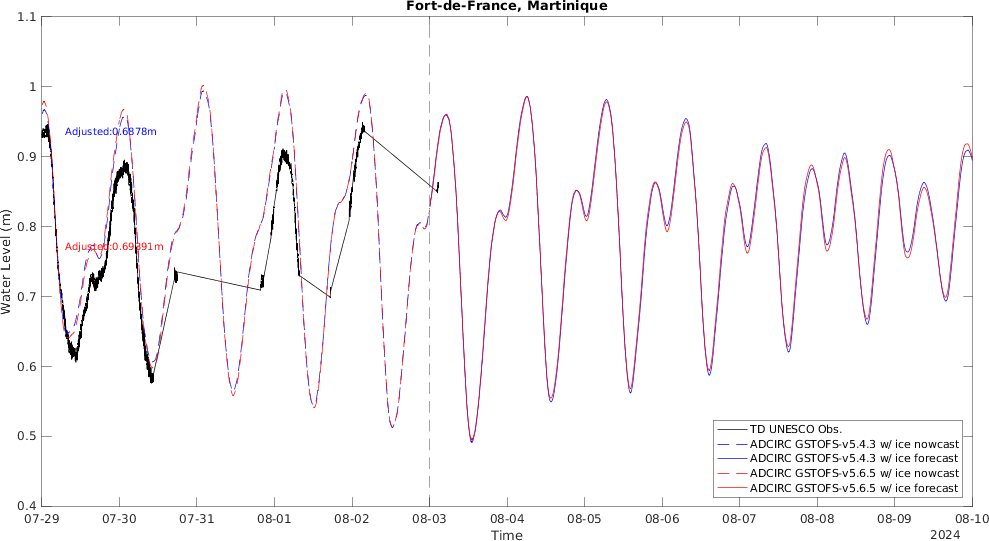 Fort-de-France, Martinique
1.1
1
0.9
0.8
0.7
0.6
0.5
0.4
Water Level (m)
Adjusted:0.6878m
Adjusted:0.69391m
TD UNESCO Obs.
ADCIRC GSTOFS-v5.4.3 w/ ice nowcast
ADCIRC GSTOFS-v5.4.3 w/ ice forecast
ADCIRC GSTOFS-v5.6.5 w/ ice nowcast
ADCIRC GSTOFS-v5.6.5 w/ ice forecast
07-29 07-30 07-31 08-01 08-02 08-03 08-04 08-05 08-06 08-07 08-08 08-09 08-10
Time
2024